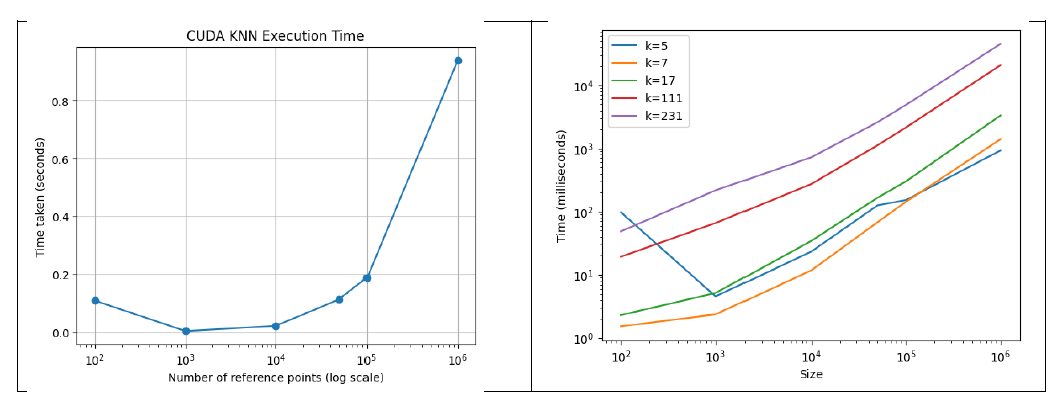 CUDA KNN Execution Time
Time taken (seconds)
0.8
0.6
0.4
0.2
0.0
10² 10³ 10⁴ 10⁵ 10⁶
Number of reference points (log scale)
k=5
k=7
k=17
k=111
k=231
Time (milliseconds)
10⁴
10³
10²
10¹
10⁰
10² 10³ 10⁴ 10⁵ 10⁶
Size